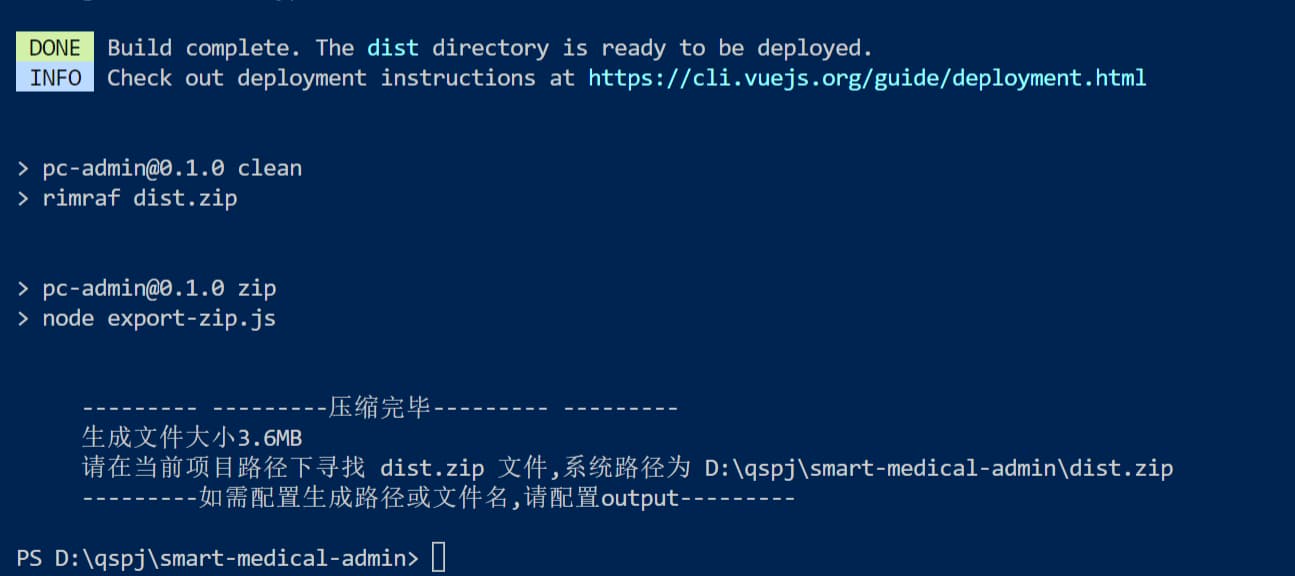 DONE Build complete. The dist directory is ready to be deployed.
INFO Check out deployment instructions at https://cli.vuejs.org/guide/deployment.html
> pc-admin@0.1.0 clean
> rimraf dist.zip
> pc-admin@0.1.0 zip
> node export-zip.js
--------- ---------压缩完毕--------- ---------
生成文件大小3.6MB
请在当前项目路径下寻找 dist.zip 文件,系统路径为 D:\qspj\smart-medical-admin\dist.zip
---------如需配置生成路径或文件名,请配置output---------
PS D:\qspj\smart-medical-admin>